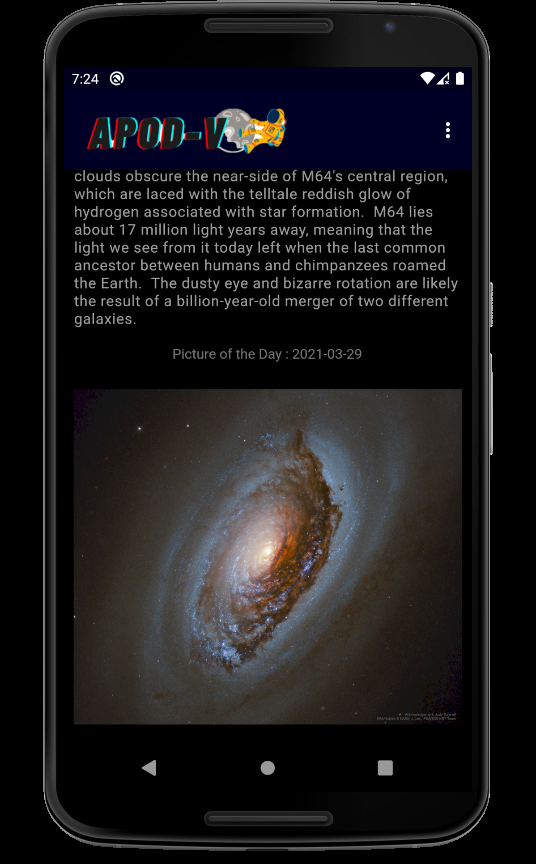 7:24
APOD-V
clouds obscure the near-side of M64's central region,
which are laced with the telltale reddish glow of
hydrogen associated with star formation.  M64 lies
about 17 million light years away, meaning that the
light we see from it today left when the last common
ancestor between humans and chimpanzees roamed
the Earth.  The dusty eye and bizarre rotation are likely
the result of a billion-year-old merger of two different
galaxies.
Picture of the Day : 2021-03-29